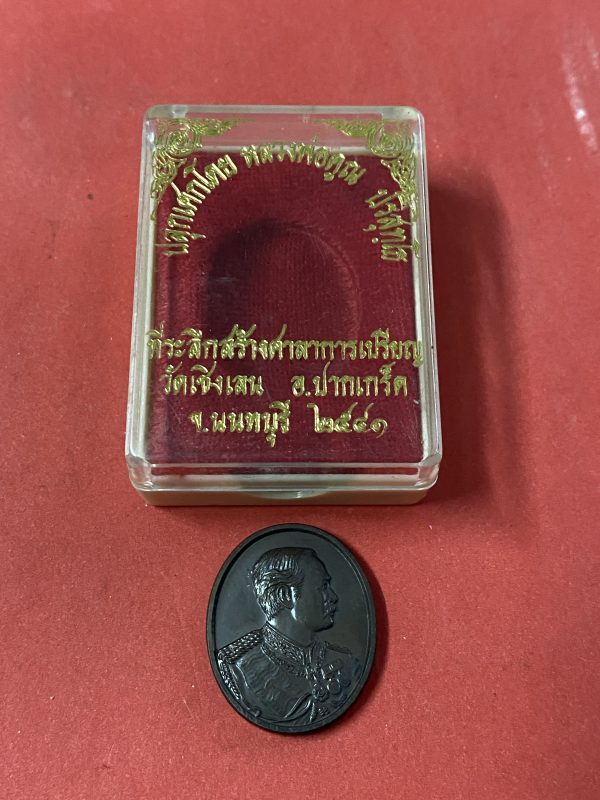 ปลุกเศกโดย หลวงพ่อคูณ ปริสุทฺโธ
ที่ระลึกสร้างศาลาการเปรียญ
วัดเชิงเลน อ.ปากเกร็ด
จ.นนทบุรี ๒๕๔๑